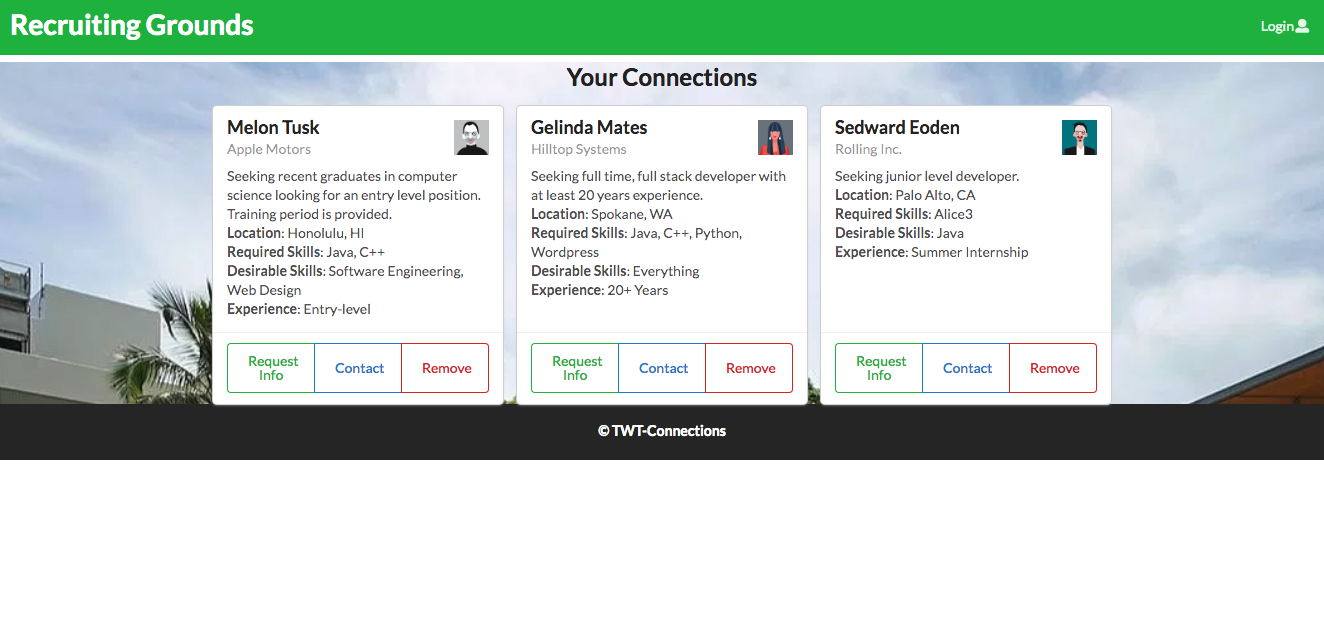 Recruiting Grounds
Login
Your Connections
Melon Tusk
Apple Motors
Seeking recent graduates in computer
science looking for an entry level position.
Training period is provided.
Location: Honolulu, HI
Required Skills: Java, C++
Desirable Skills: Software Engineering,
Web Design
Experience: Entry-level
Request
Info
Contact
Remove
Gelinda Mates
Hilltop Systems
Seeking full time, full stack developer with
at least 20 years experience.
Location: Spokane, WA
Required Skills: Java, C++, Python,
Wordpress
Desirable Skills: Everything
Experience: 20+ Years
Request
Info
Contact
Remove
Sedward Eoden
Rolling Inc.
Seeking junior level developer.
Location: Palo Alto, CA
Required Skills: Alice3
Desirable Skills: Java
Experience: Summer Internship
Request
Info
Contact
Remove
© TWT-Connections